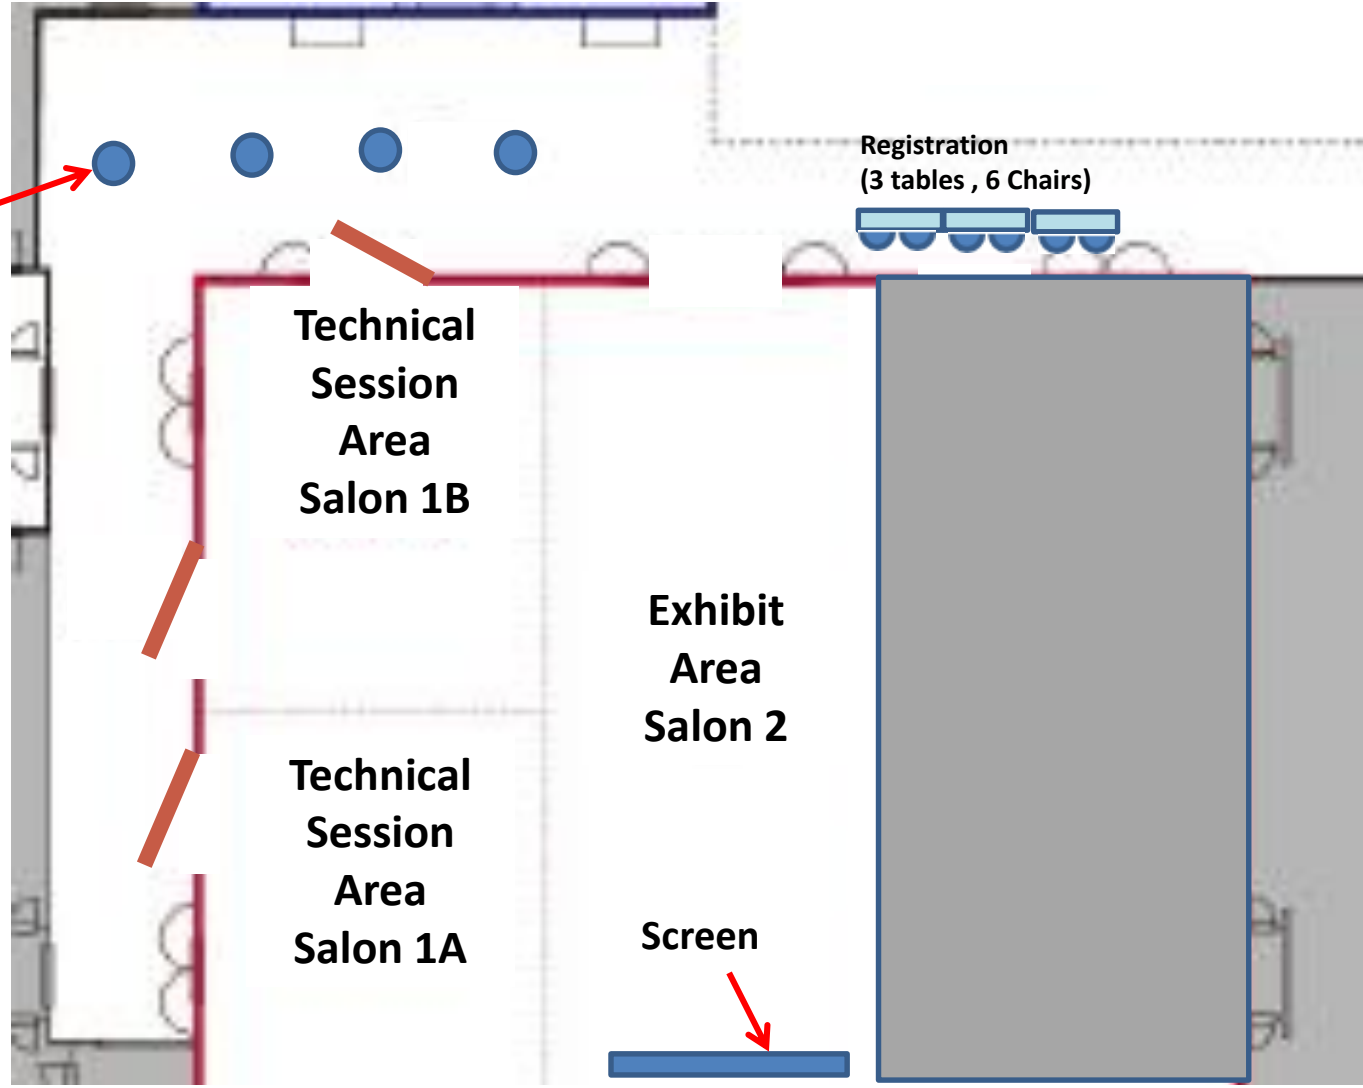 Registration
(3 tables , 6 Chairs)
Technical
Session
Area
Salon 1B
Exhibit
Area
Salon 2
Technical
Session
Area
Salon 1A
Screen